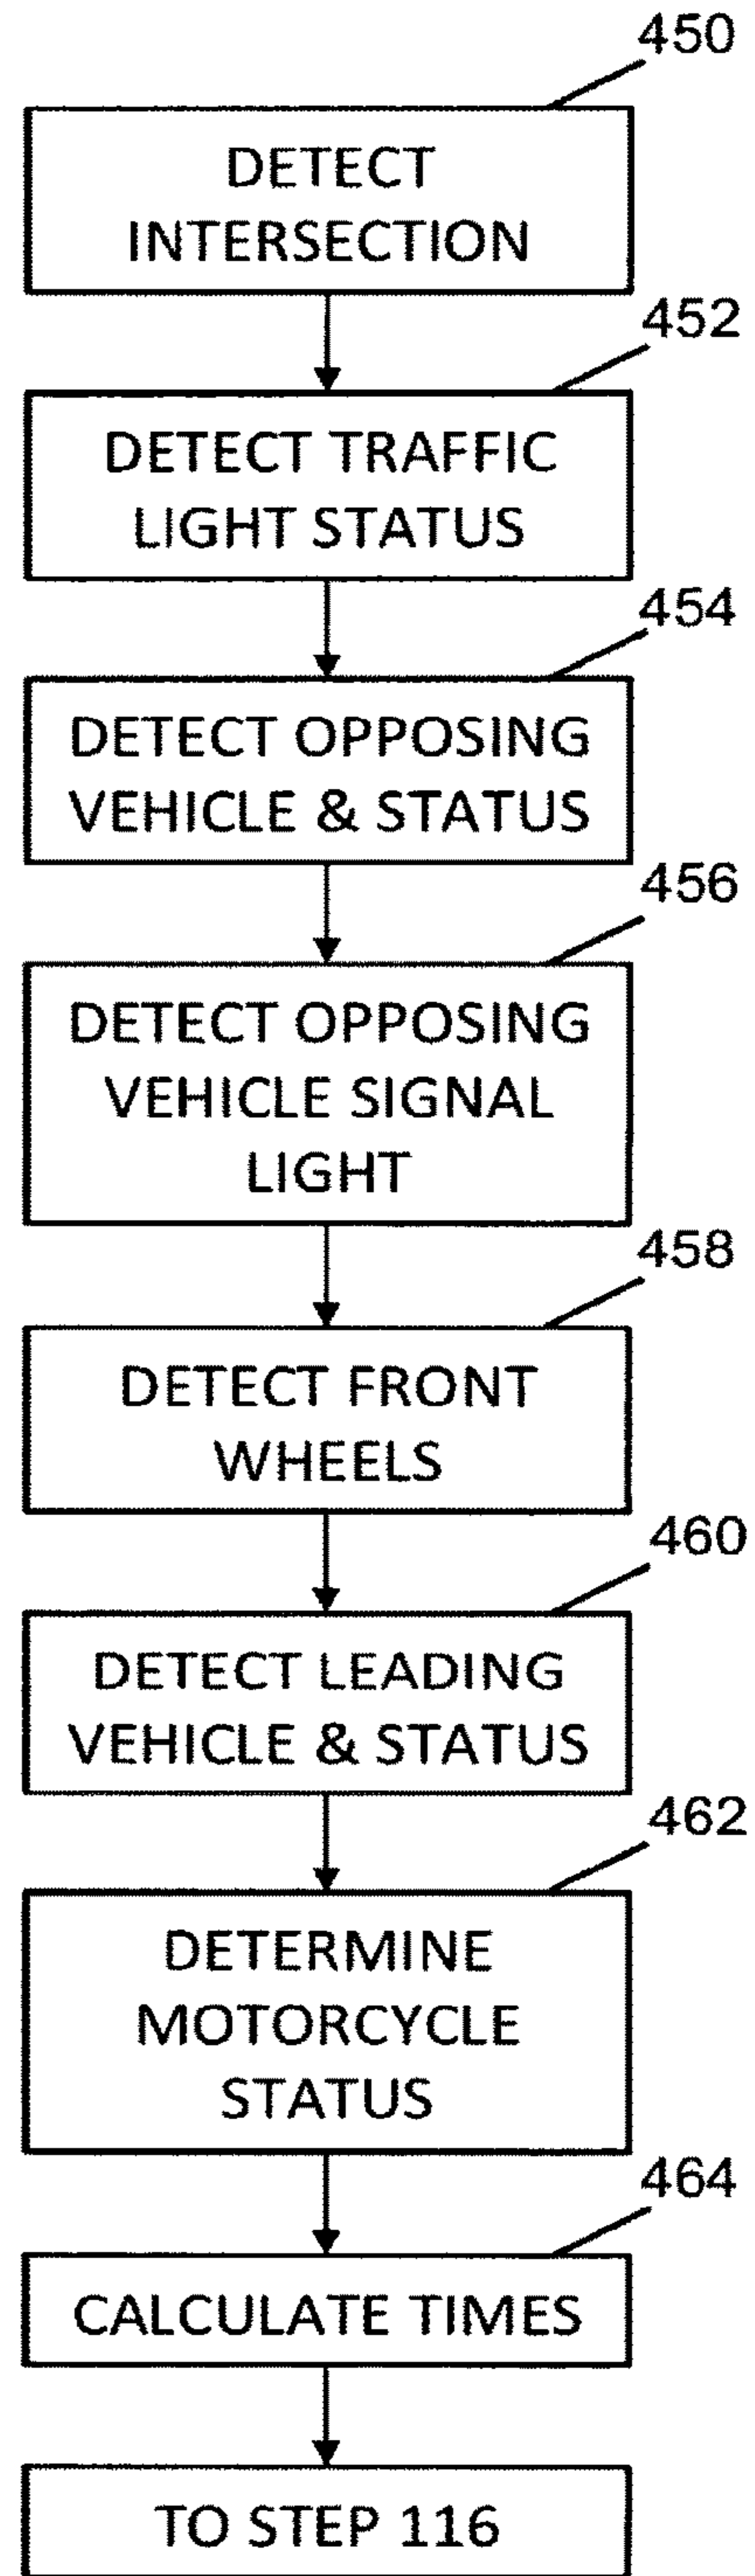 450
DETECT
INTERSECTION
452
DETECT TRAFFIC
LIGHT STATUS
454
DETECT OPPOSING
VEHICLE & STATUS
456
DETECT OPPOSING
VEHICLE SIGNAL
LIGHT
458
DETECT FRONT
WHEELS
460
DETECT LEADING
VEHICLE & STATUS
462
DETERMINE
MOTORCYCLE
STATUS
464
CALCULATE TIMES
TO STEP 116